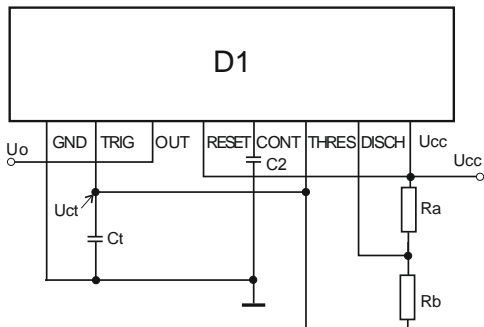 D1
GND TRIG OUT RESET CONT THRES DISCH Ucc
Uo
C2
Ucc
Uct
Ra
Ct
Rb